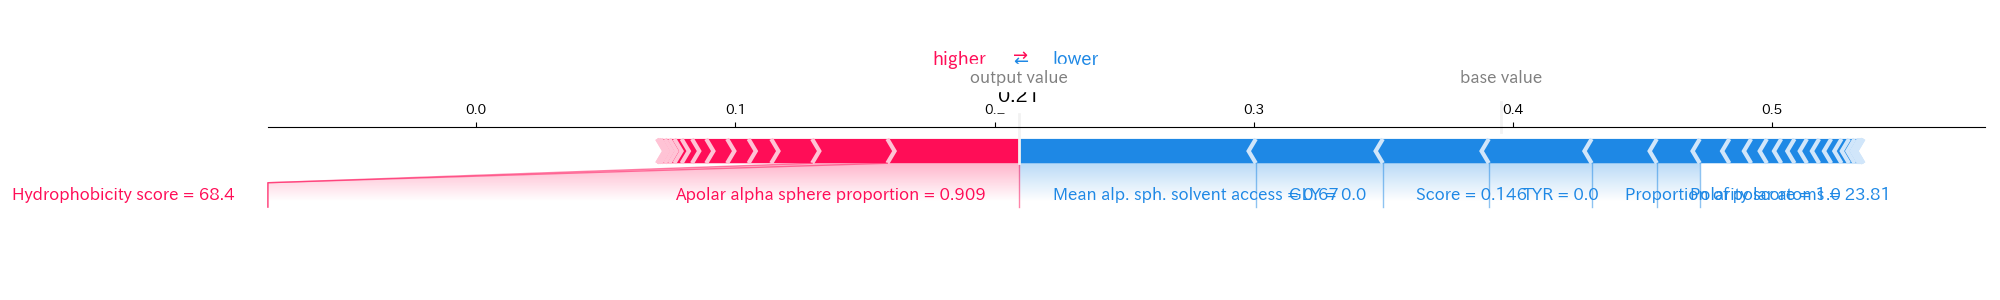 higher ⇄ lower
output value base value
0.21
0.0 0.1 0.3 0.4 0.5
Hydrophobicity score = 68.4 Apolar alpha sphere proportion = 0.909 Mean alp. sph. solvent access = 0.67 GLY = 0.0 Score = 0.146 TYR = 0.0 Proportion of polar atoms = 23.81 Polarity score = 1.0